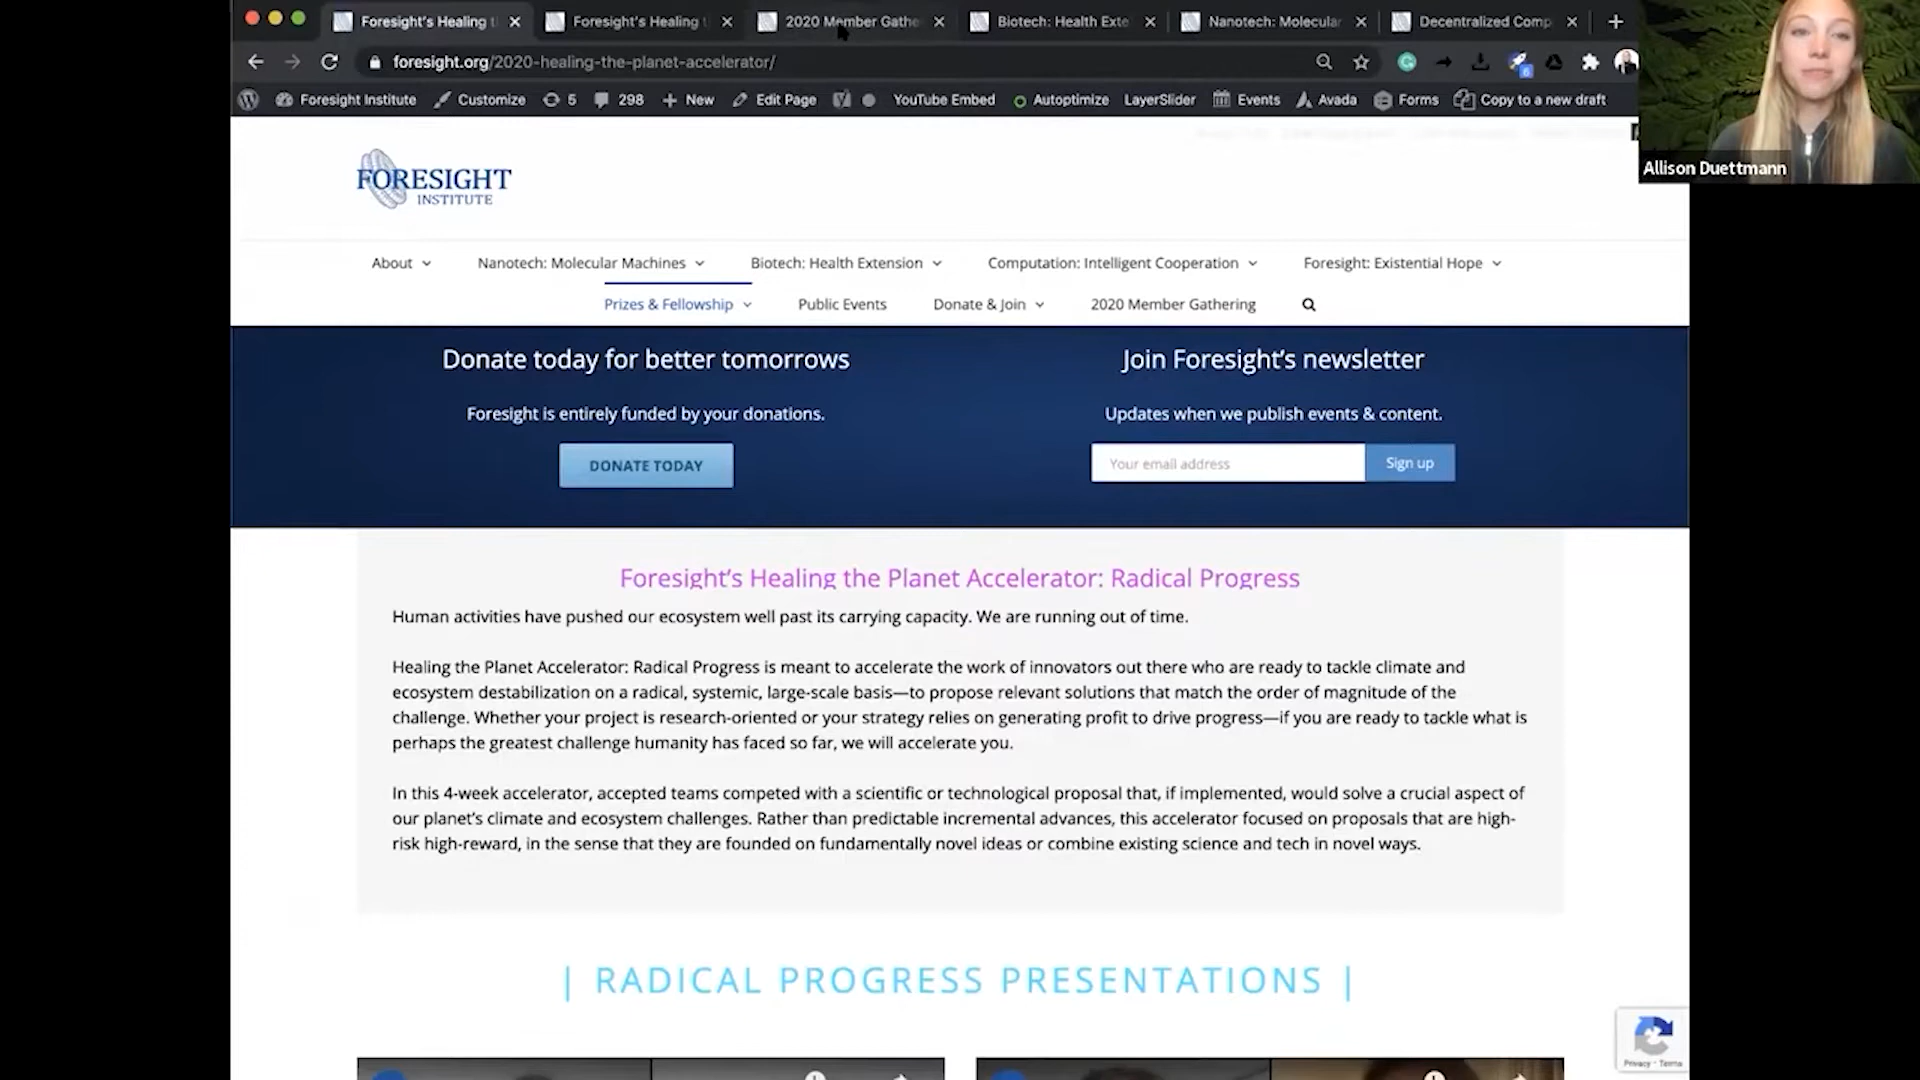 Foresight's Healing t
Foresight's Healing t
2020 Member Gathe
Biotech: Health Exte
Nanotech: Molecular
Decentralized Comp
foresight.org/2020-healing-the-planet-accelerator/
Foresight Institute
Customize
5
298
New
Edit Page
YouTube Embed
Autoptimize
LayerSlider
Events
Avada
Forms
Copy to a new draft
6
Allison Duettmann
FORESIGHT
INSTITUTE
About
Nanotech: Molecular Machines
Biotech: Health Extension
Computation: Intelligent Cooperation
Foresight: Existential Hope
Prizes & Fellowship
Public Events
Donate & Join
2020 Member Gathering
Donate today for better tomorrows
Foresight is entirely funded by your donations.
DONATE TODAY
Join Foresight's newsletter
Updates when we publish events & content.
Your email address
Sign up
Foresight's Healing the Planet Accelerator: Radical Progress
Human activities have pushed our ecosystem well past its carrying capacity. We are running out of time.
Healing the Planet Accelerator: Radical Progress is meant to accelerate the work of innovators out there who are ready to tackle climate and
ecosystem destabilization on a radical, systemic, large-scale basis—to propose relevant solutions that match the order of magnitude of the
challenge. Whether your project is research-oriented or your strategy relies on generating profit to drive progress—if you are ready to tackle what is
perhaps the greatest challenge humanity has faced so far, we will accelerate you.
In this 4-week accelerator, accepted teams competed with a scientific or technological proposal that, if implemented, would solve a crucial aspect of
our planet's climate and ecosystem challenges. Rather than predictable incremental advances, this accelerator focused on proposals that are high-
risk high-reward, in the sense that they are founded on fundamentally novel ideas or combine existing science and tech in novel ways.
| RADICAL PROGRESS PRESENTATIONS |
Privacy - Terms